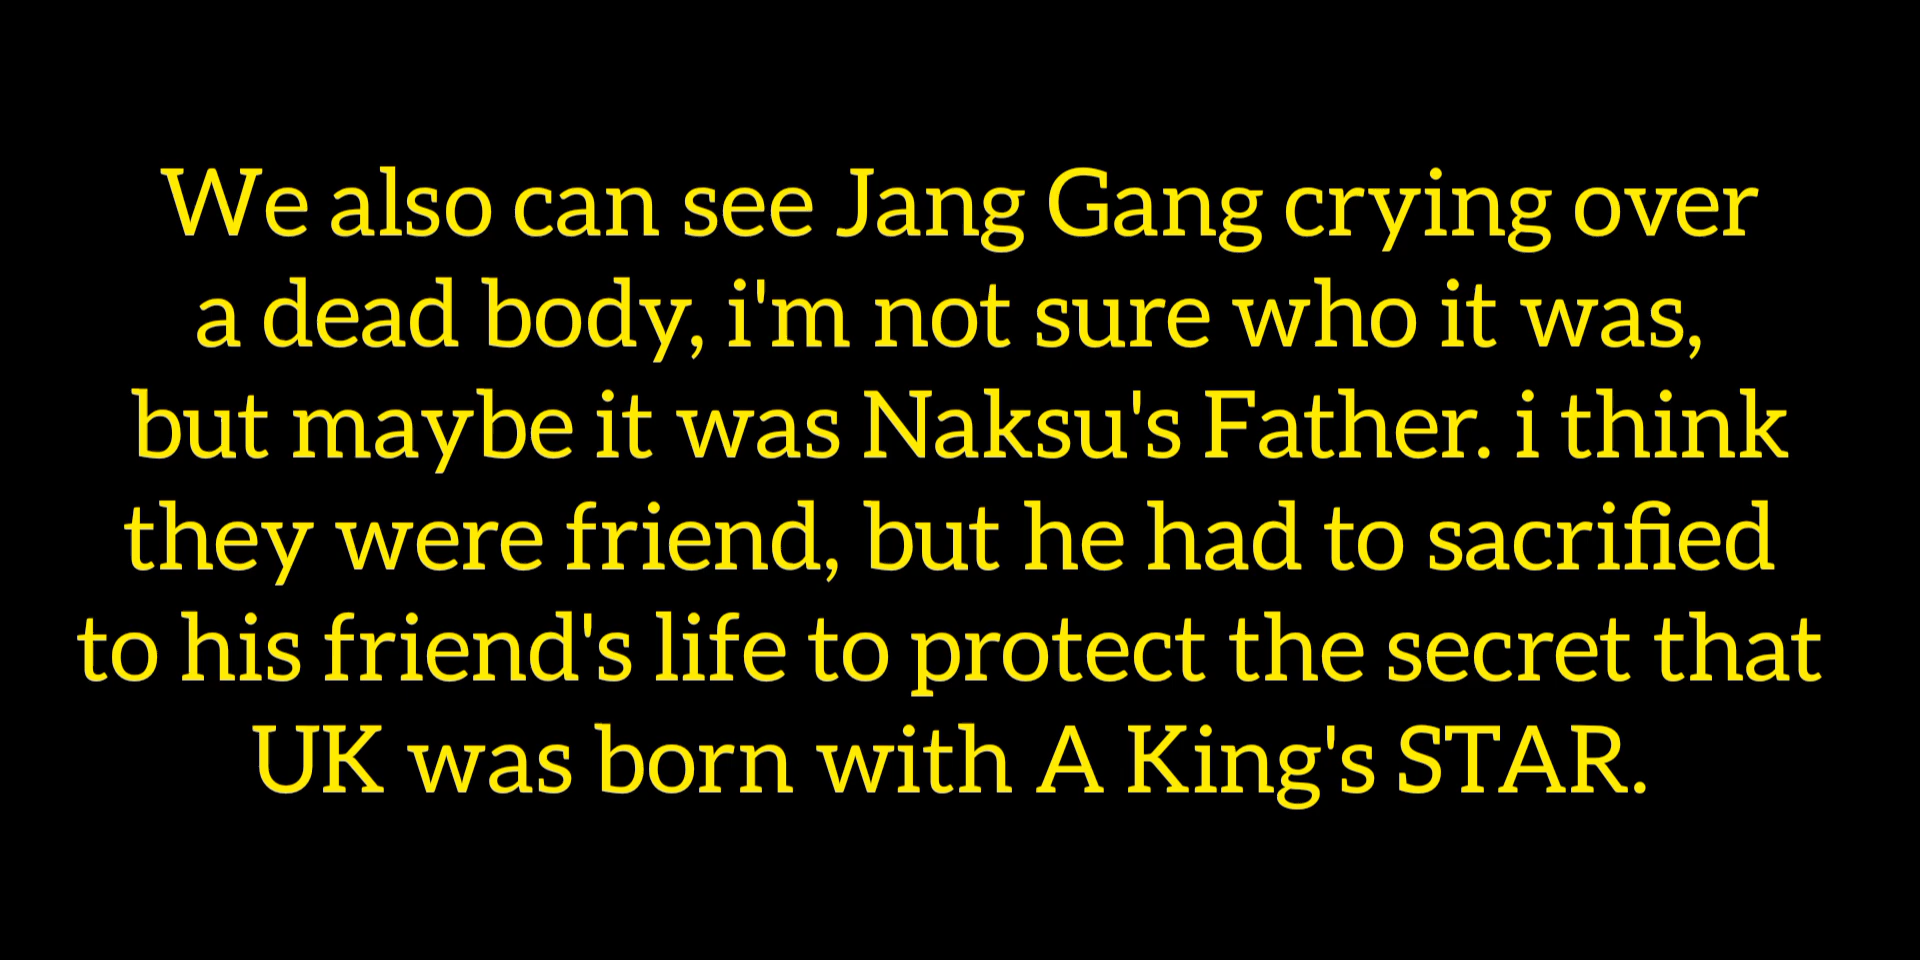 We also can see Jang Gang crying over
a dead body, i'm not sure who it was,
but maybe it was Naksu's Father. i think
they were friend, but he had to sacrified
to his friend's life to protect the secret that
UK was born with A King's STAR.